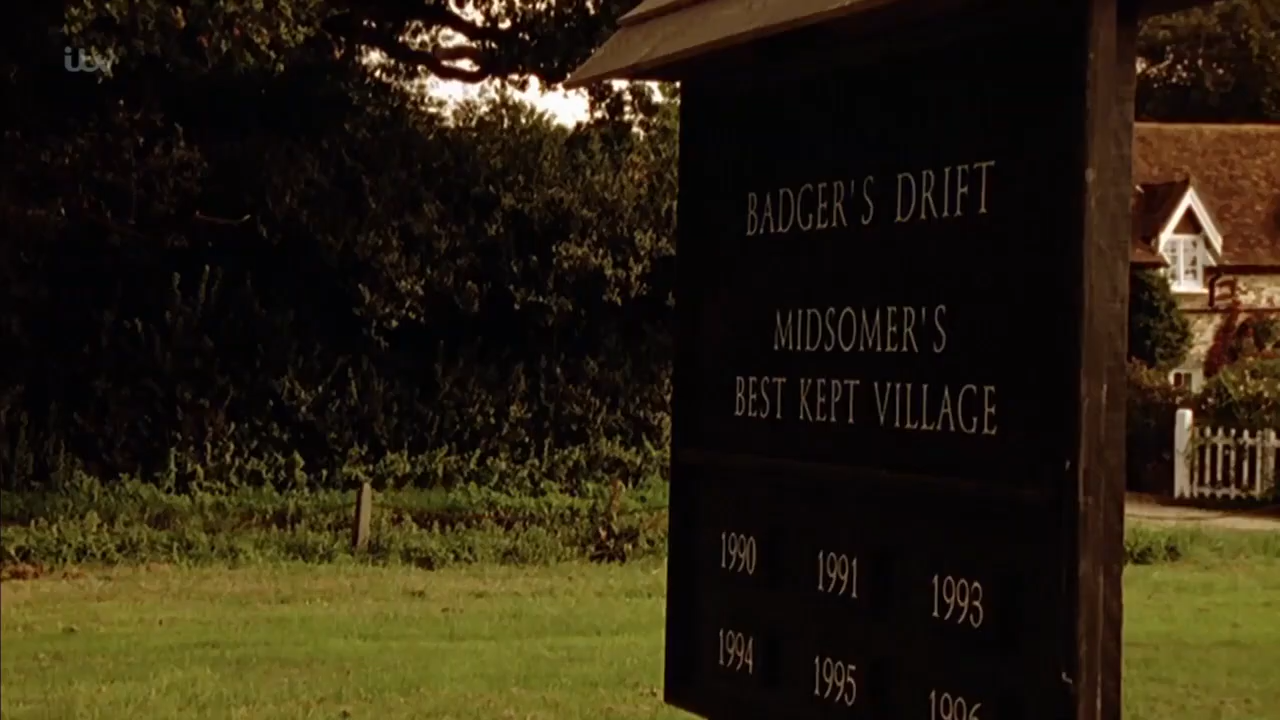 itv
BADGER'S DRIFT
MIDSOMER'S
BEST KEPT VILLAGE
1990 1991 1993
1994 1995 1996